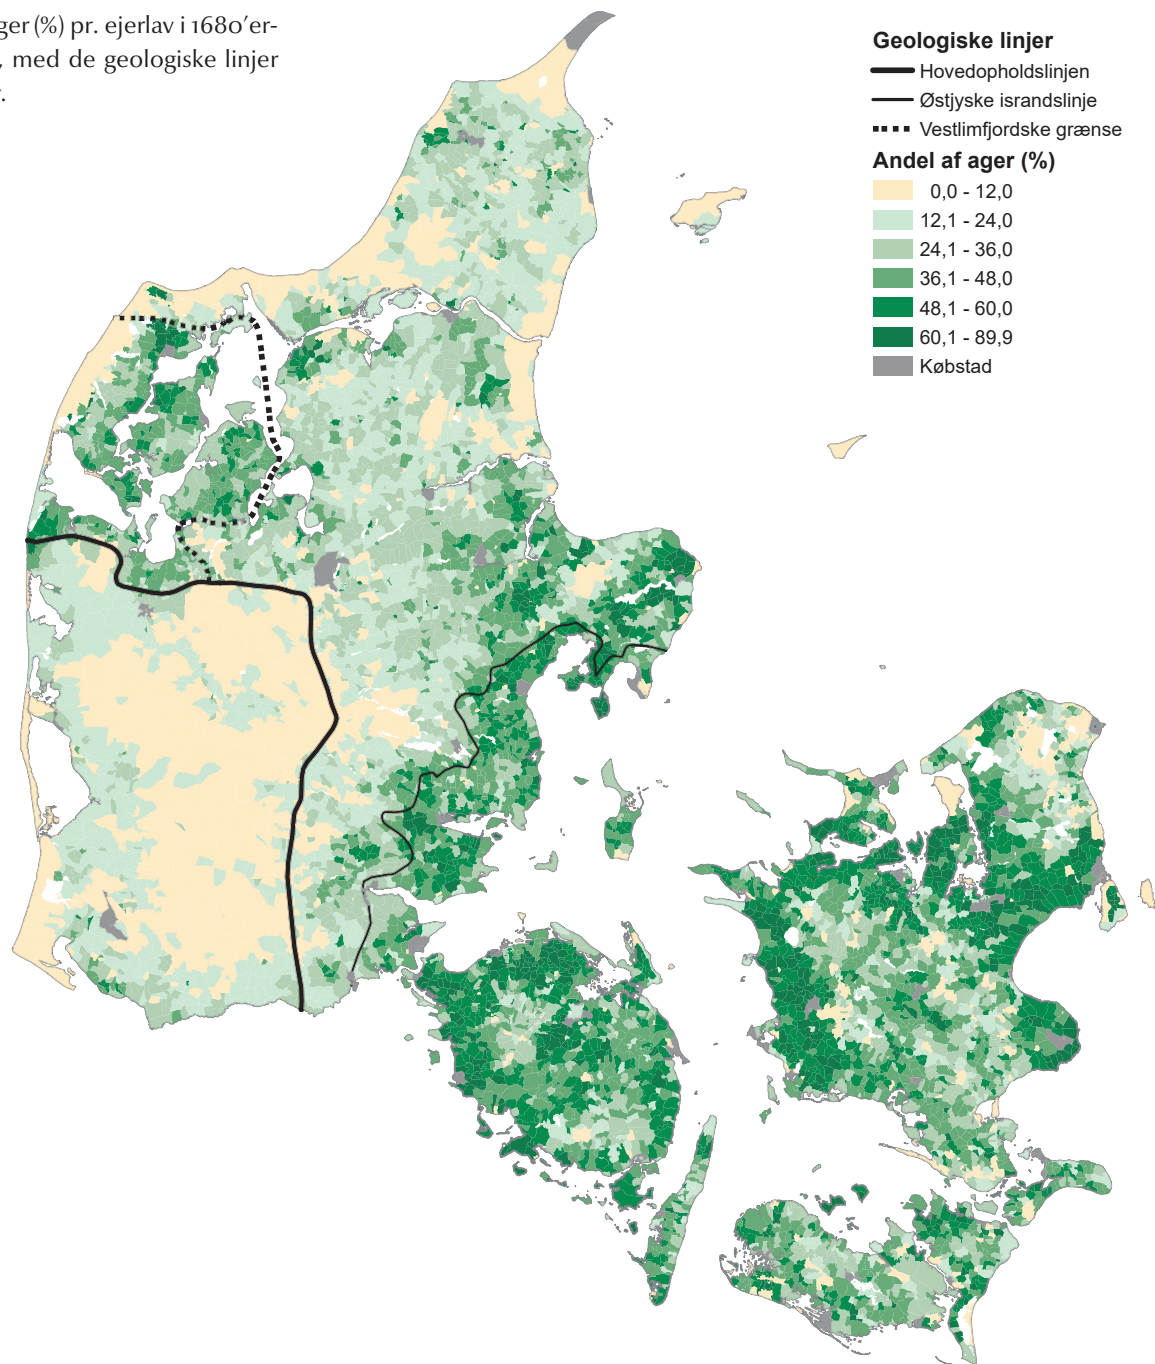 ger (%) pr. ejerlav i 1680'er-
, med de geologiske linjer
.
Geologiske linjer
Hovedopholdslinjen
Østjyske israndslinje
Vestlimfjordske grænse
Andel af ager (%)
0,0 - 12,0
12,1 - 24,0
24,1 - 36,0
36,1 - 48,0
48,1 - 60,0
60,1 - 89,9
Købstad